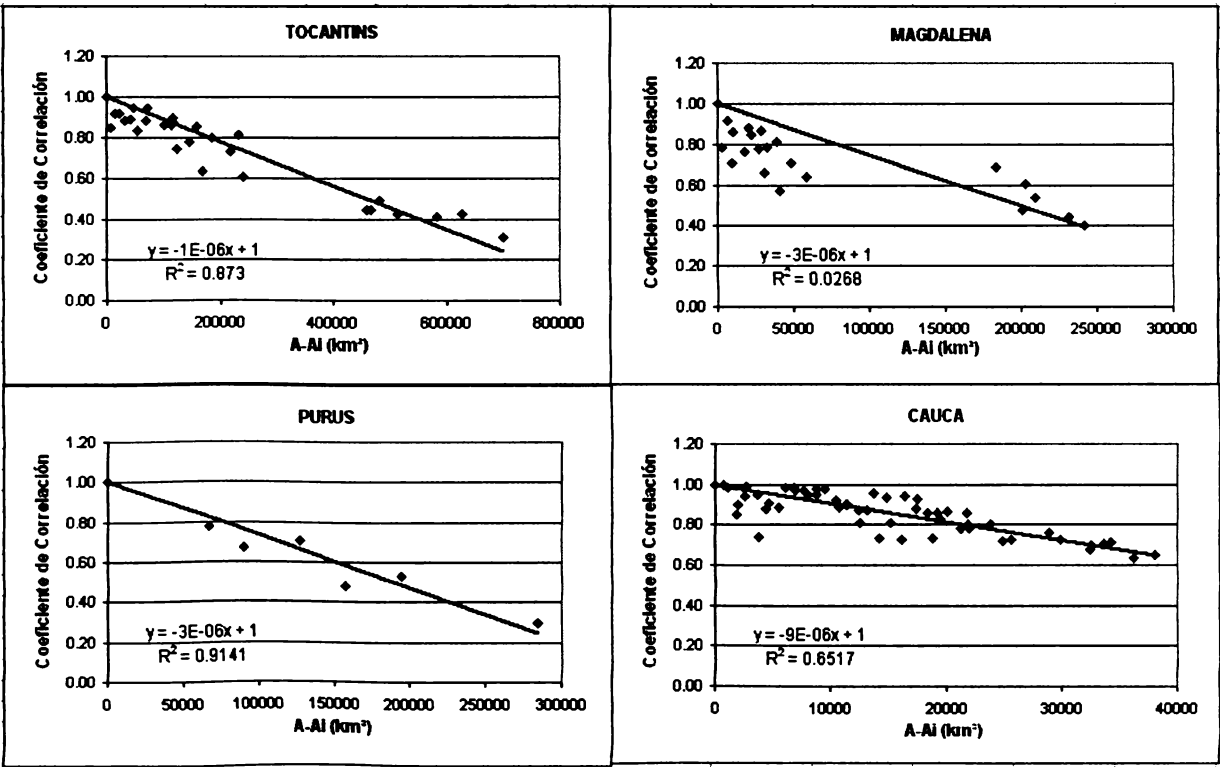 TOCANTINS
Coeficiente de Correlación
1.20
1.00
0.80
0.60
0.40
0.20
0.00
y = -1E-06x + 1
R² = 0.873
0 200000 400000 600000 800000
A-Ai (km²)
MAGDALENA
Coeficiente de Correlación
1.20
1.00
0.80
0.60
0.40
0.20
0.00
y = -3E-06x + 1
R² = 0.0268
0 50000 100000 150000 200000 250000 300000
A-Ai (km²)
PURUS
Coeficiente de Correlación
1.20
1.00
0.80
0.60
0.40
0.20
0.00
y = -3E-06x + 1
R² = 0.9141
0 50000 100000 150000 200000 250000 300000
A-Ai (km²)
CAUCA
Coeficiente de Correlación
1.20
1.00
0.80
0.60
0.40
0.20
0.00
y = -9E-06x + 1
R² = 0.6517
0 10000 20000 30000 40000
A-Ai (km²)